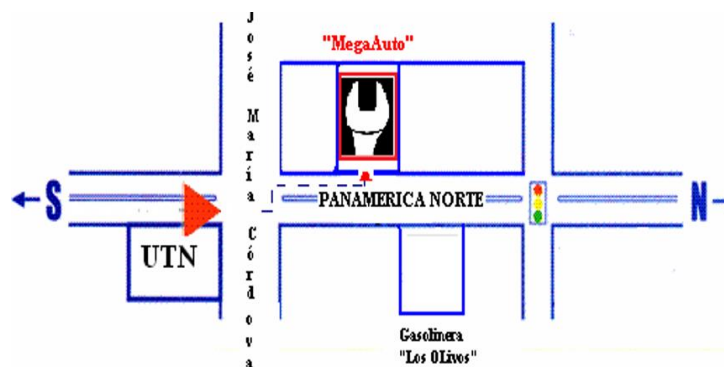 José María Córdova
"MegaAuto"
S
PANAMERICA NORTE
N
UTN
Gasolinera
"Los OLivos"